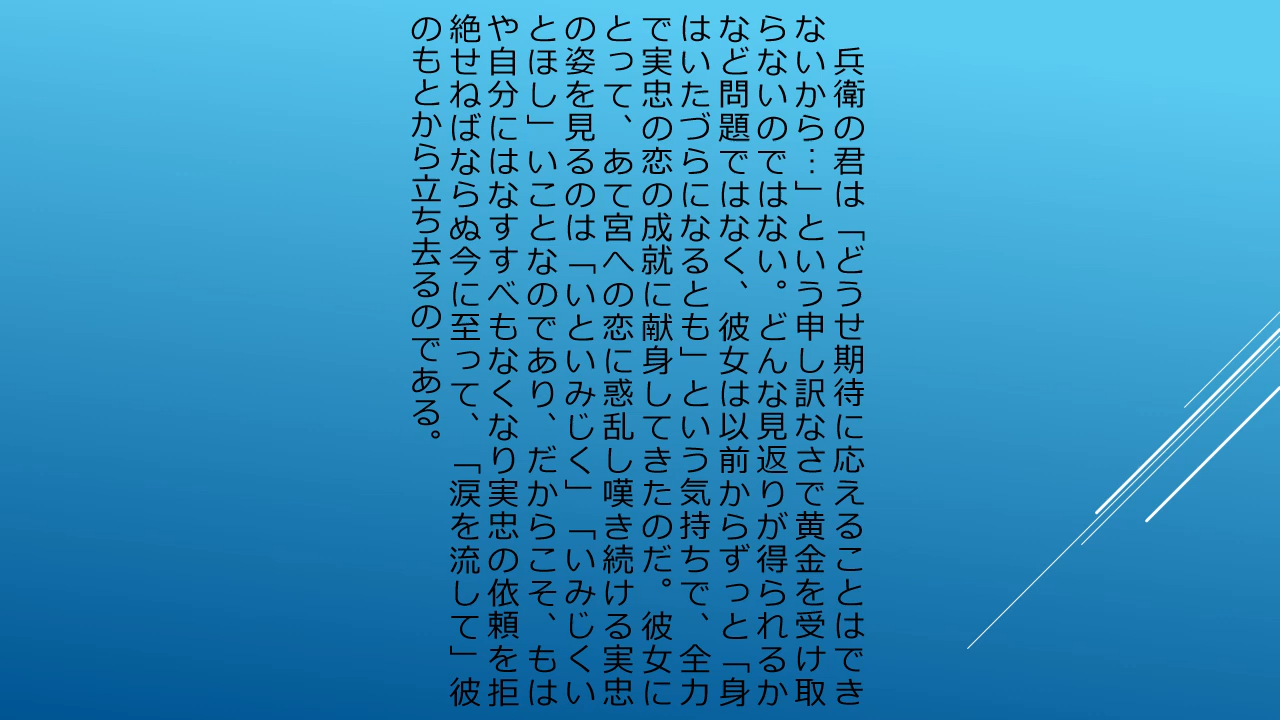 兵衛の君は「どうせ期待に応えることはでき
ないから…」という申し訳なさで黄金を受け取
らないのではない。どんな見返りが得られるか
など問題ではなく、彼女は以前からずっと「身
はいたづらになるとも」という気持ちで、全力
で実忠の恋の成就に献身してきたのだ。彼女に
とって、あて宮への恋に惑乱し嘆き続ける実忠
の姿を見るのは「いといみじく」「いみじくい
とほし」いことなのであり、だからこそ、もは
や自分にはなすすべもなくなり実忠の依頼を拒
絶せねばならぬ今に至って、「涙を流して」彼
のもとから立ち去るのである。